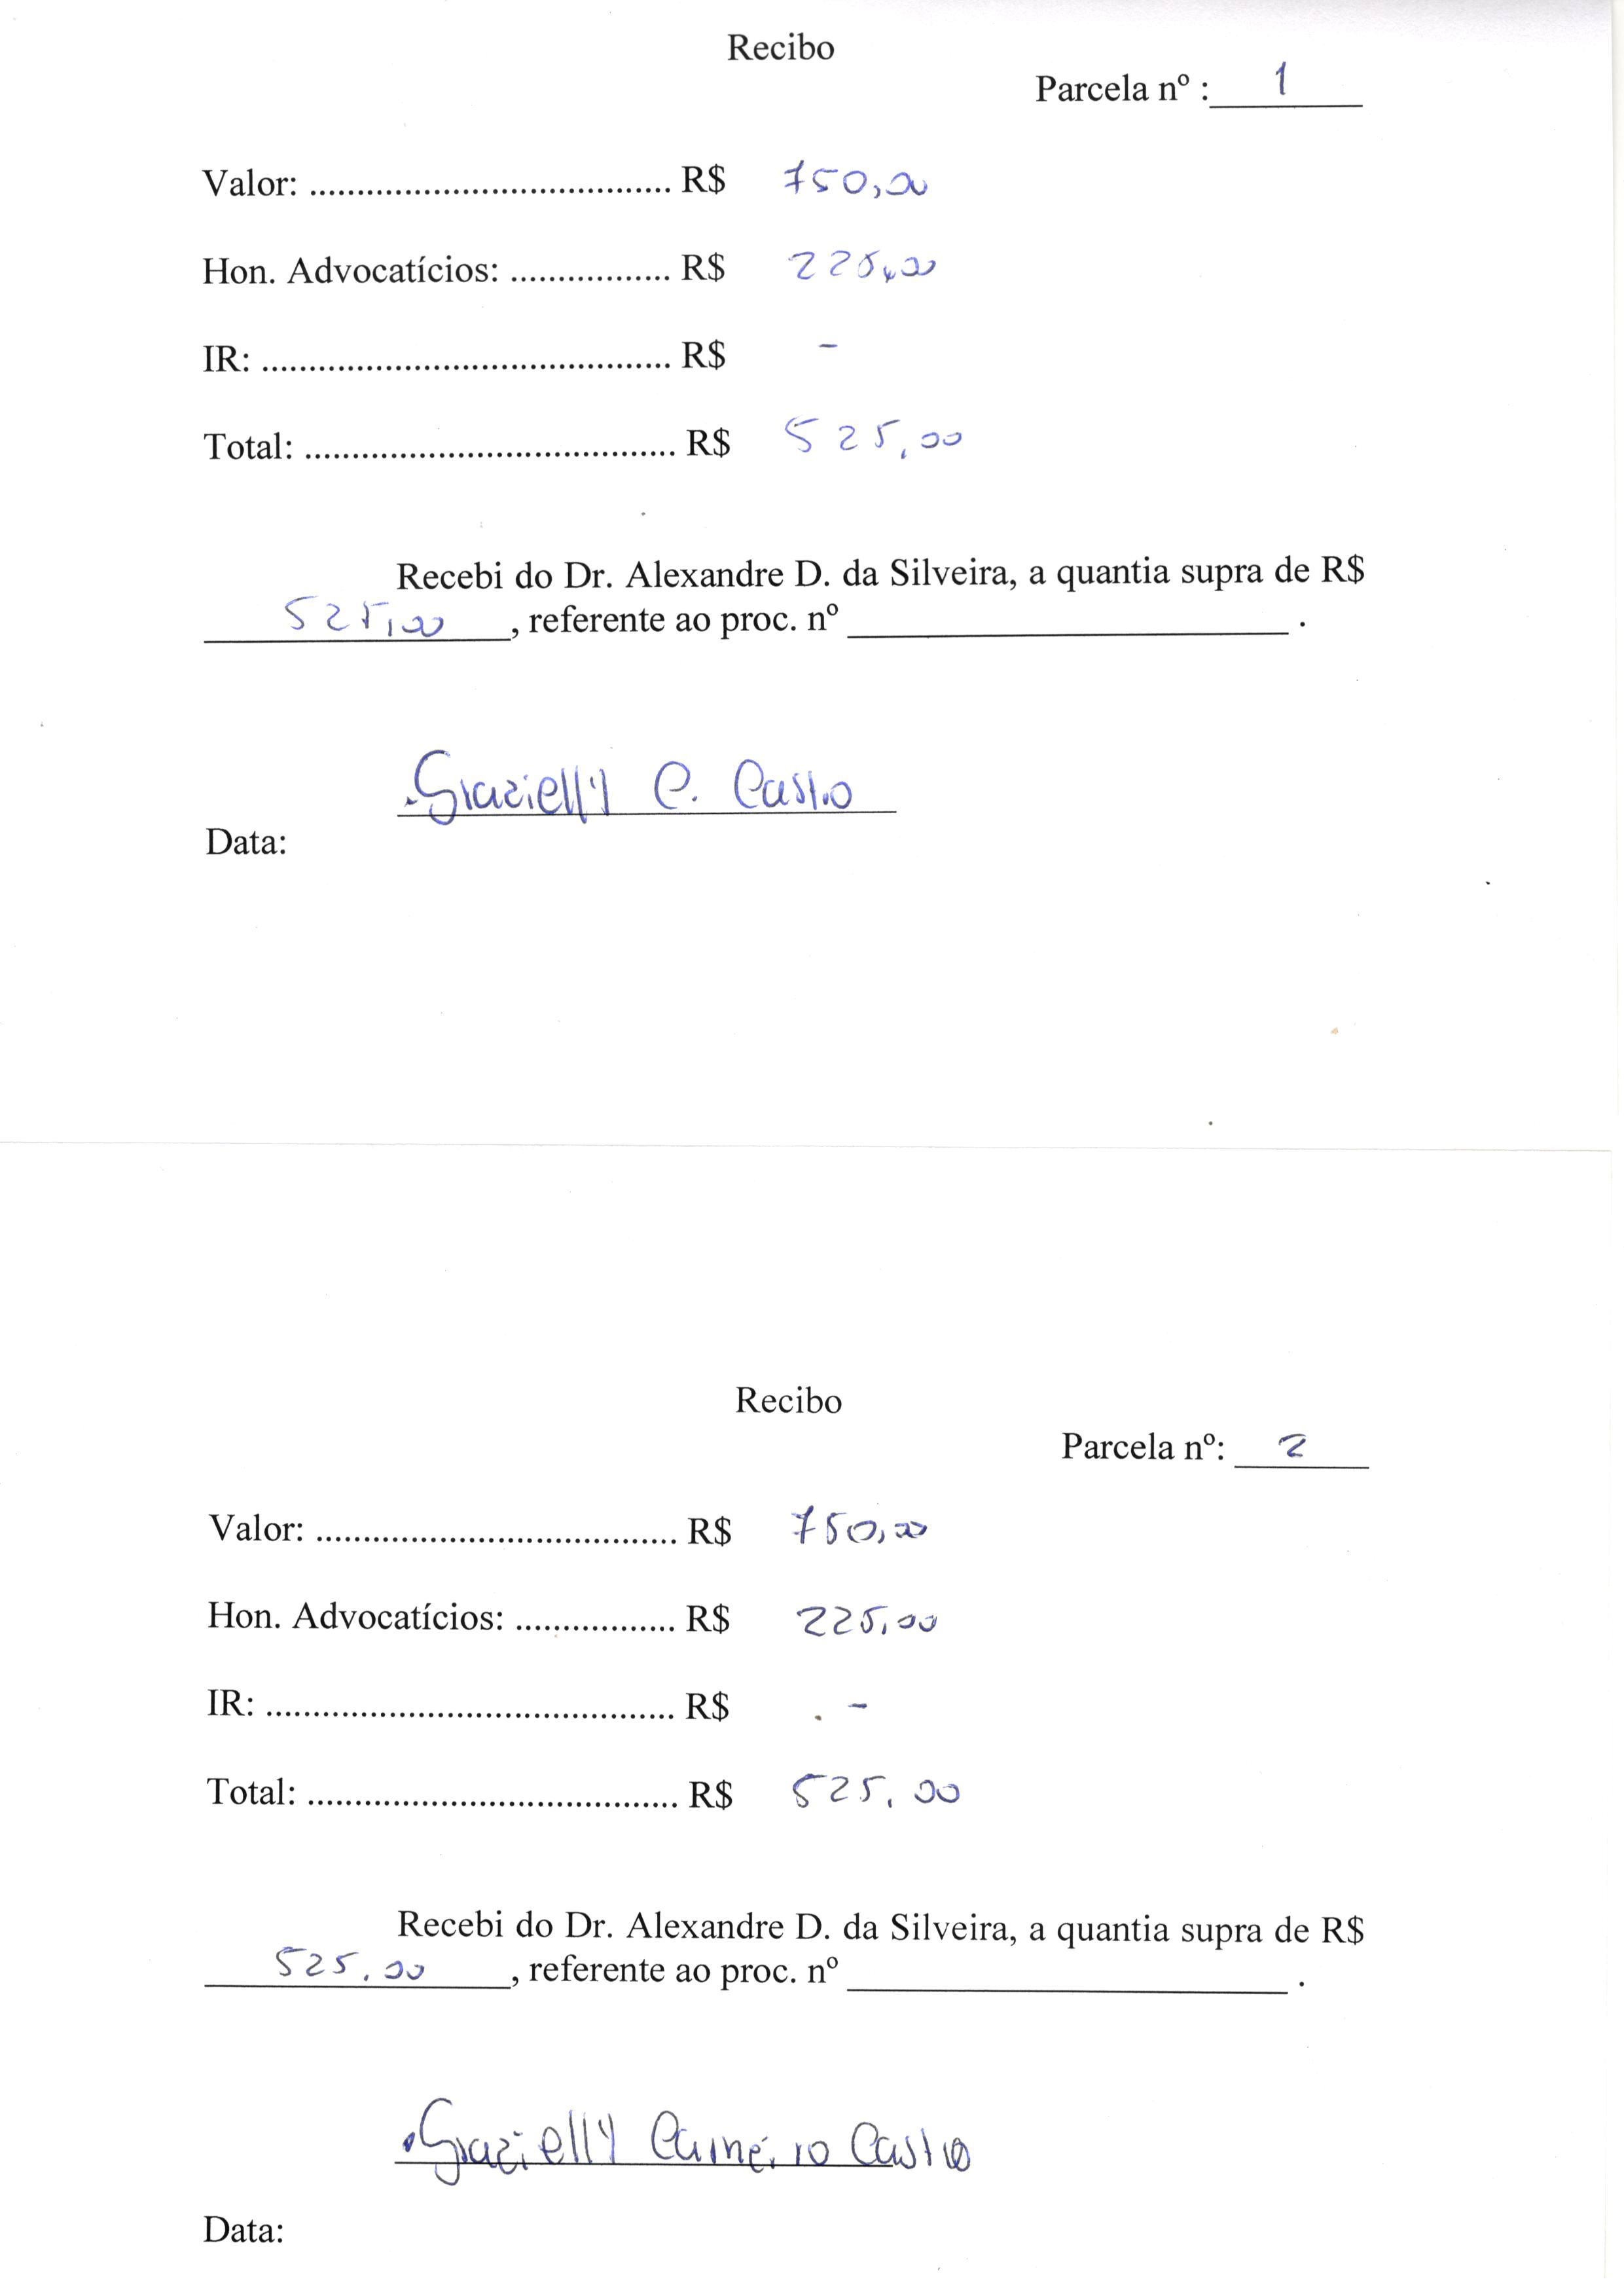 Recibo
Parcela nº : 1
Valor: ...................................... R$ 750,00
Hon. Advocatícios: ................. R$ 225,00
IR: ........................................... R$ -
Total: ....................................... R$ 525,00
Recebi do Dr. Alexandre D. da Silveira, a quantia supra de R$
525,00, referente ao proc. nº ______________________ .
Grazielly C. Castro
Data:
Recibo
Parcela nº: 2
Valor: ...................................... R$ 750,00
Hon. Advocatícios: ................. R$ 225,00
IR: ........................................... R$ -
Total: ....................................... R$ 525,00
Recebi do Dr. Alexandre D. da Silveira, a quantia supra de R$
525,00, referente ao proc. nº ______________________ .
Grazielly Carneiro Castro
Data: